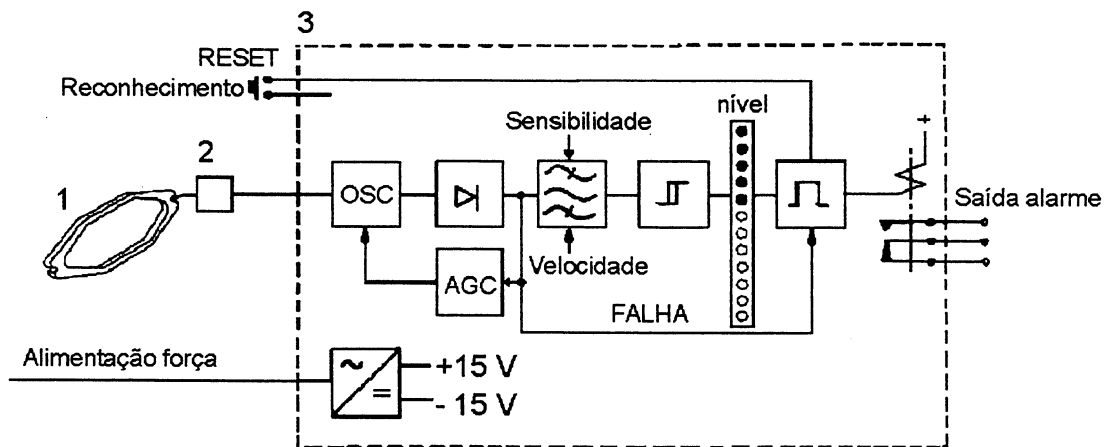 3
RESET
Reconhecimento
nível
Sensibilidade
+
2
1
OSC
Saída alarme
Velocidade
AGC
FALHA
Alimentação força
~
=
+15 V
- 15 V